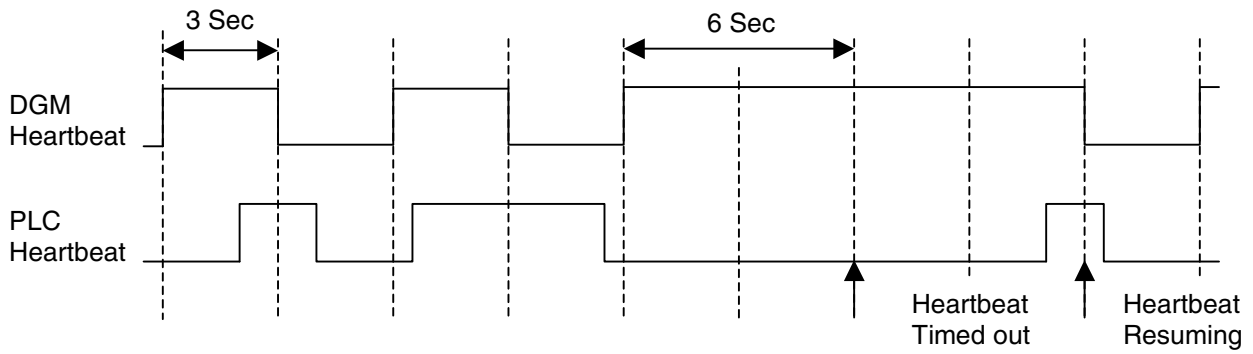 3 Sec
6 Sec
DGM
Heartbeat
PLC
Heartbeat
Heartbeat
Timed out
Heartbeat
Resuming